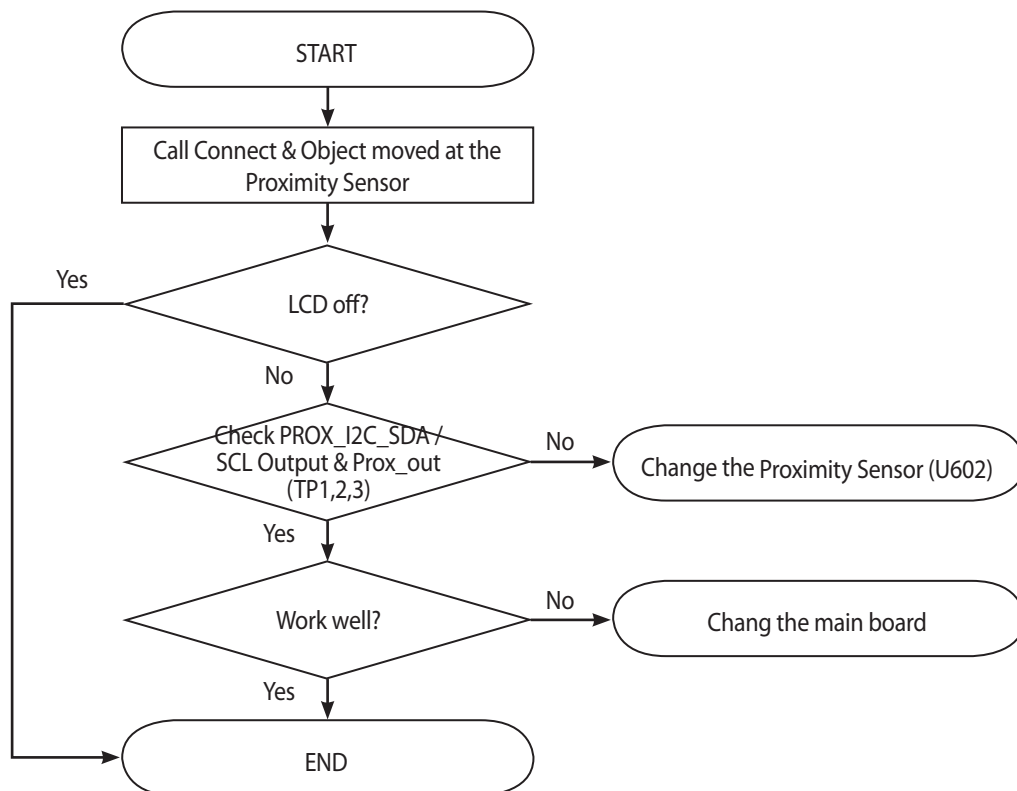 START
Call Connect & Object moved at the
Proximity Sensor
Yes
LCD off?
No
Check PROX_I2C_SDA /
SCL Output & Prox_out
(TP1,2,3)
No
Change the Proximity Sensor (U602)
Yes
Work well?
No
Chang the main board
Yes
END